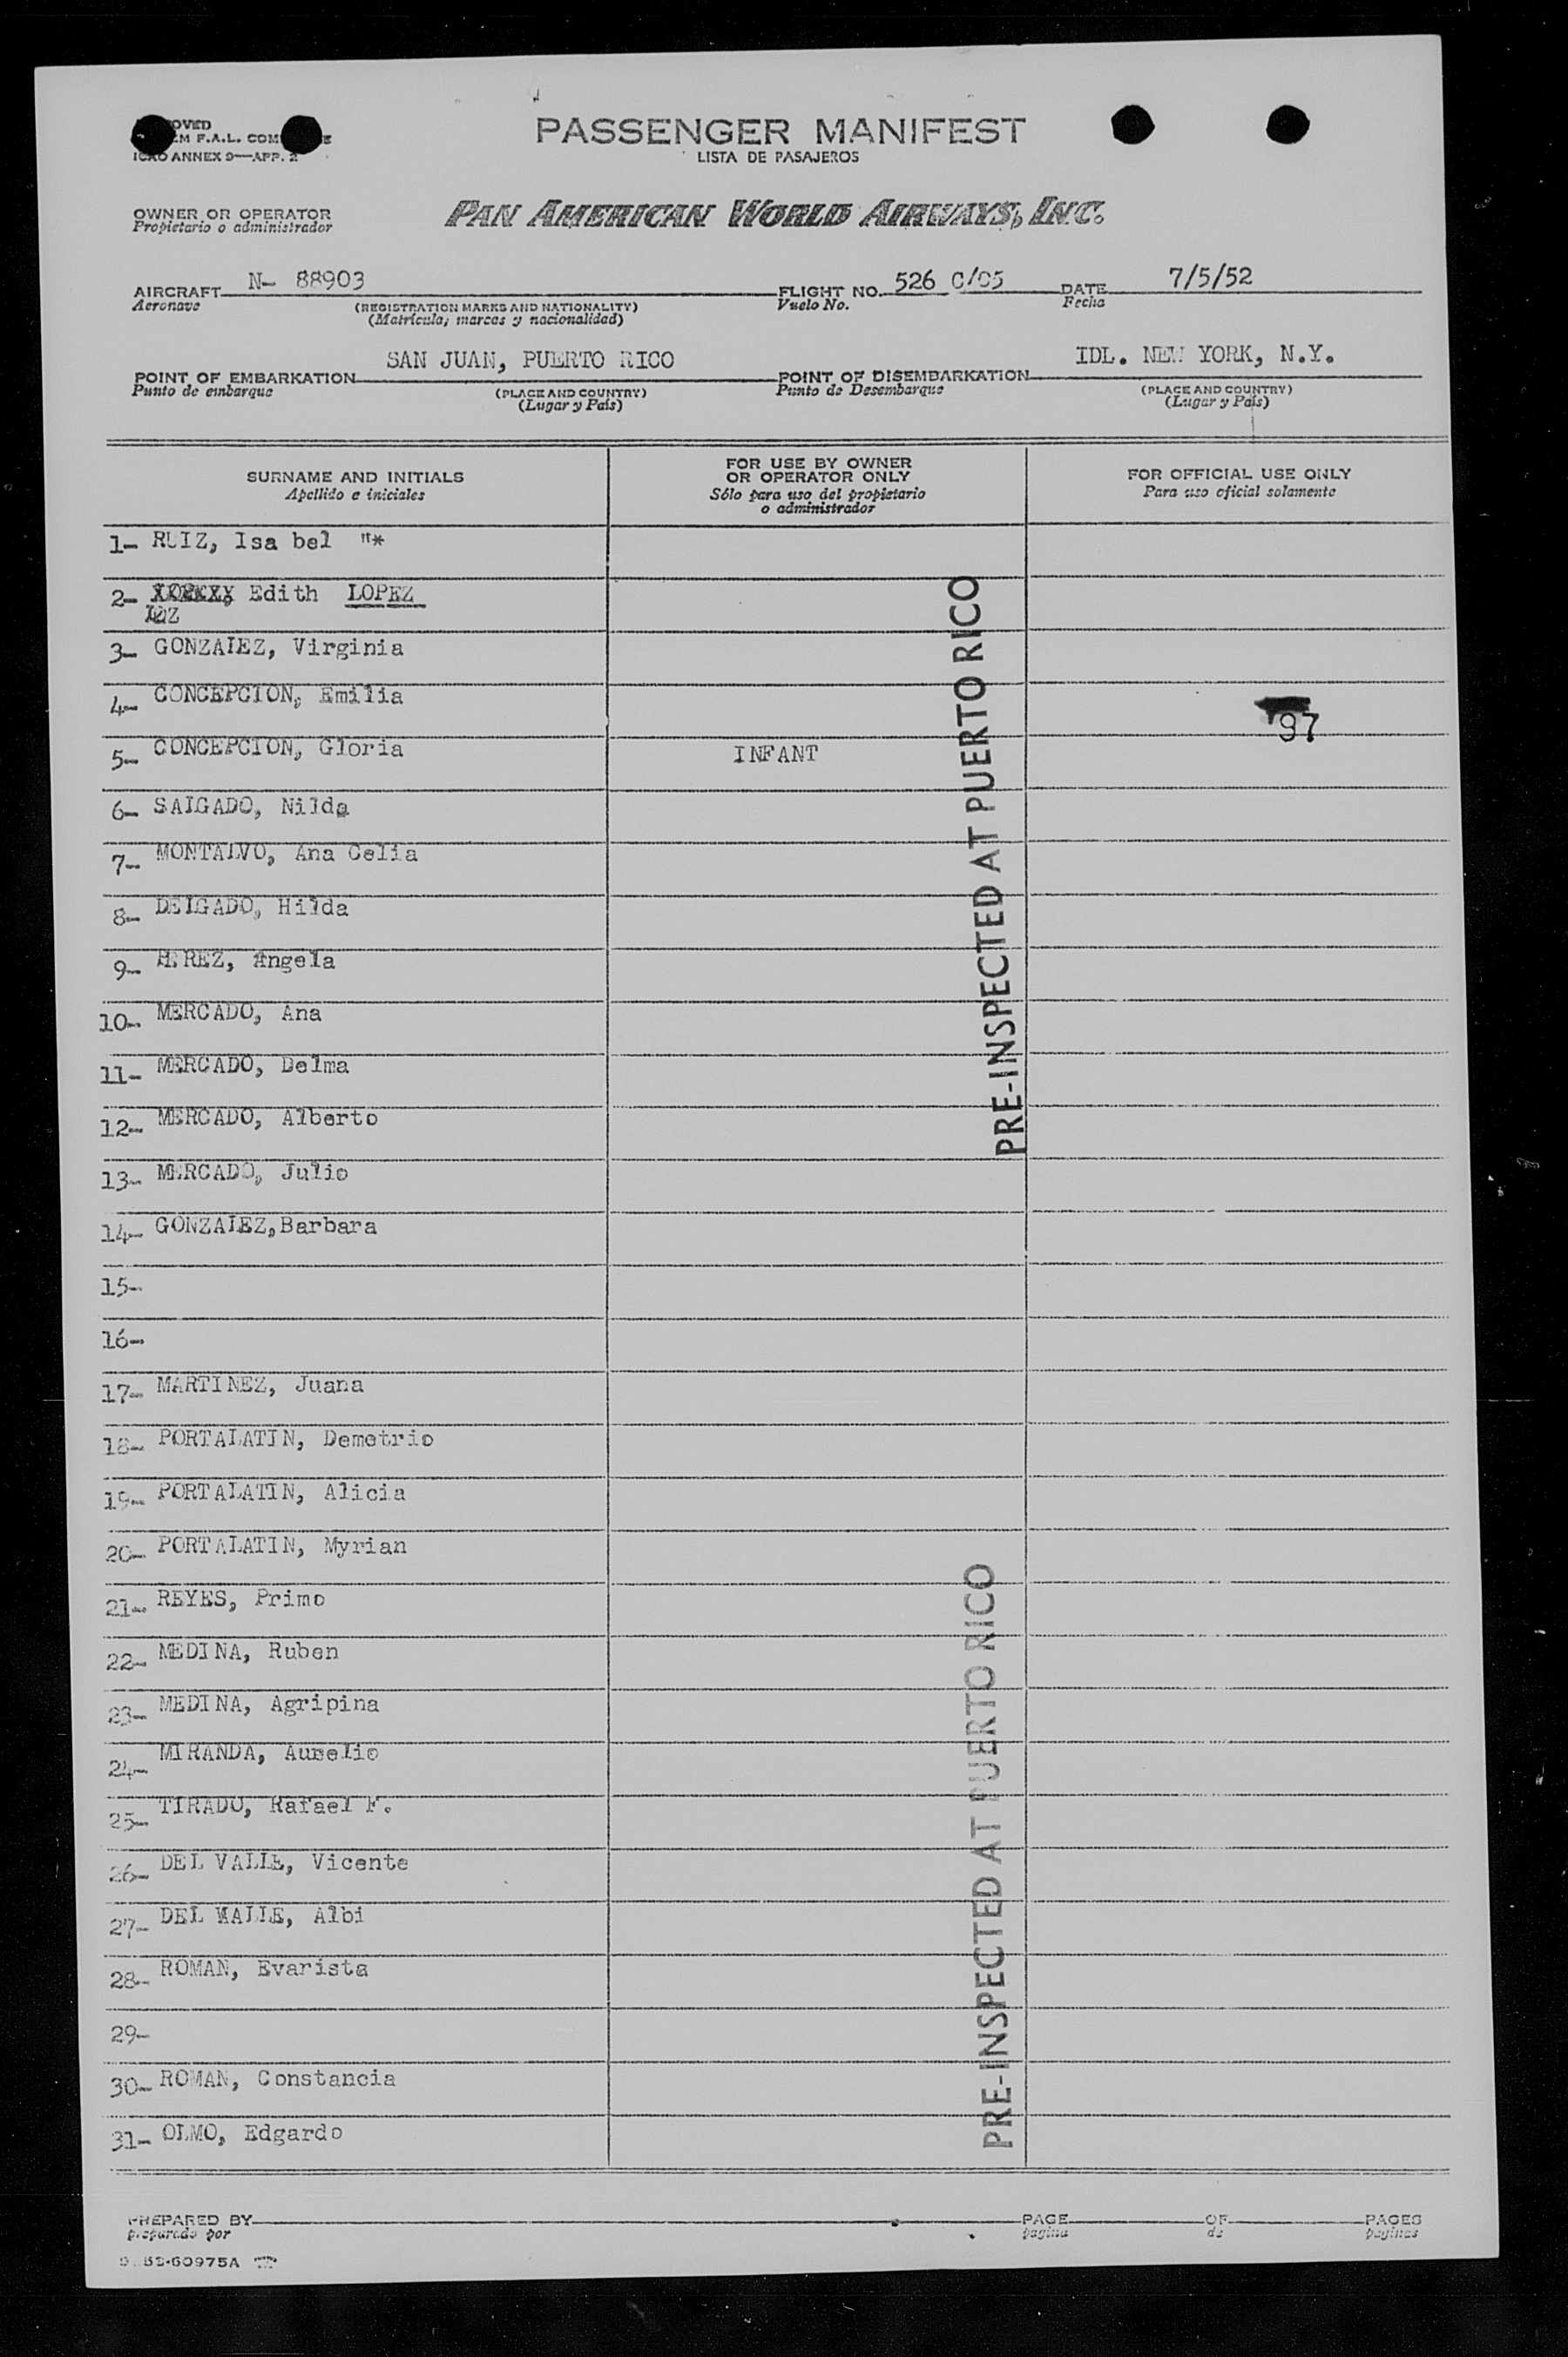 PASSENGER MANIFEST
LISTA DE PASAJEROS
F.A.L.
ICAO ANNEX 9—APP. 2
OWNER OR OPERATOR
Propietario o administrador
PAN AMERICAN WORLD AIRWAYS, INC.
AIRCRAFT N- 88903 FLIGHT NO. 526 C/05 DATE 7/5/52
Aeronave (REGISTRATION MARKS AND NATIONALITY) Vuelo No. Fecha
(Matrícula, marcas y nacionalidad)
POINT OF EMBARKATION SAN JUAN, PUERTO RICO POINT OF DISEMBARKATION IDL. NEW YORK, N.Y.
Punto de embarque (PLACE AND COUNTRY) Punto de Desembarque (PLACE AND COUNTRY)
(Lugar y País) (Lugar y País)
SURNAME AND INITIALS
Apellido e iniciales
FOR USE BY OWNER
OR OPERATOR ONLY
Sólo para uso del propietario
o administrador
FOR OFFICIAL USE ONLY
Para uso oficial solamente
1- RUIZ, Isa bel "*
2- Edith LOPEZ
3- GONZALEZ, Virginia
4- CONCEPCION, Emilia
97
5- CONCEPCION, Gloria INFANT
6- SALGADO, Nilda
7- MONTALVO, Ana Celia
8- DELGADO, Hilda
9- PEREZ, Angela
10- MERCADO, Ana
11- MERCADO, Delma
12- MERCADO, Alberto
13- MERCADO, Julio
14- GONZALEZ,Barbara
15-
16-
17- MARTINEZ, Juana
18- PORTALATIN, Demetrio
19- PORTALATIN, Alicia
20- PORTALATIN, Myrian
21- REYES, Primo
22- MEDINA, Ruben
23- MEDINA, Agripina
24- MIRANDA, Aurelio
25- TIRADO, Rafael F.
26- DEL VALLE, Vicente
27- DEL VALLE, Albi
28- ROMAN, Evarista
29-
30- ROMAN, Constancia
31- OLMO, Edgardo
PRE-INSPECTED AT PUERTO RICO
PRE-INSPECTED AT PUERTO RICO
PREPARED BY PAGE OF PAGES
preparado por pagina de paginas
60975A